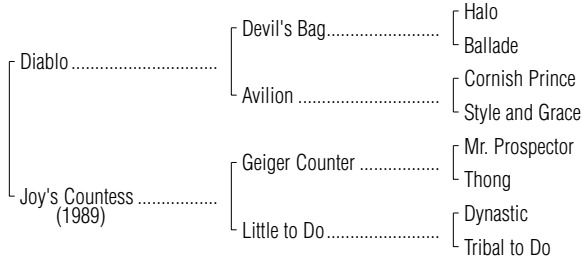 Halo
Devil's Bag
Ballade
Diablo
Cornish Prince
Avilion
Style and Grace
Mr. Prospector
Geiger Counter
Thong
Joy's Countess
(1989)
Dynastic
Little to Do
Tribal to Do